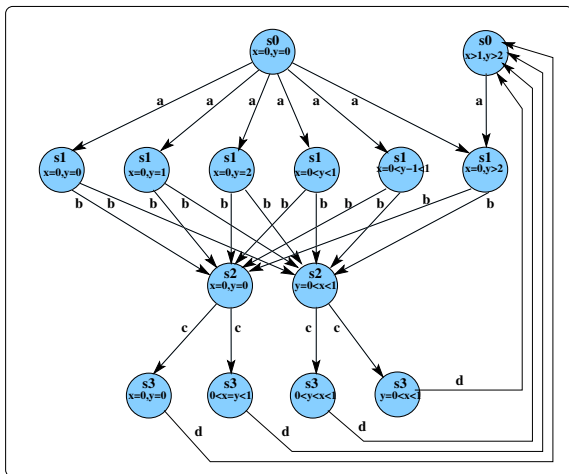 s0
x=0,y=0
s0
x>1,y>2
a
a
a
a
a
a
a
s1
x=0,y=0
s1
x=0,y=1
s1
x=0,y=2
s1
x=0<y<1
s1
x=0<y−1<1
s1
x=0,y>2
b
b
b
b
b
b
b
b
b
b
b
b
s2
x=0,y=0
s2
y=0<x<1
c
c
c
c
s3
x=0,y=0
s3
0<x=y<1
s3
0<y<x<1
s3
y=0<x<1
d
d
d
d